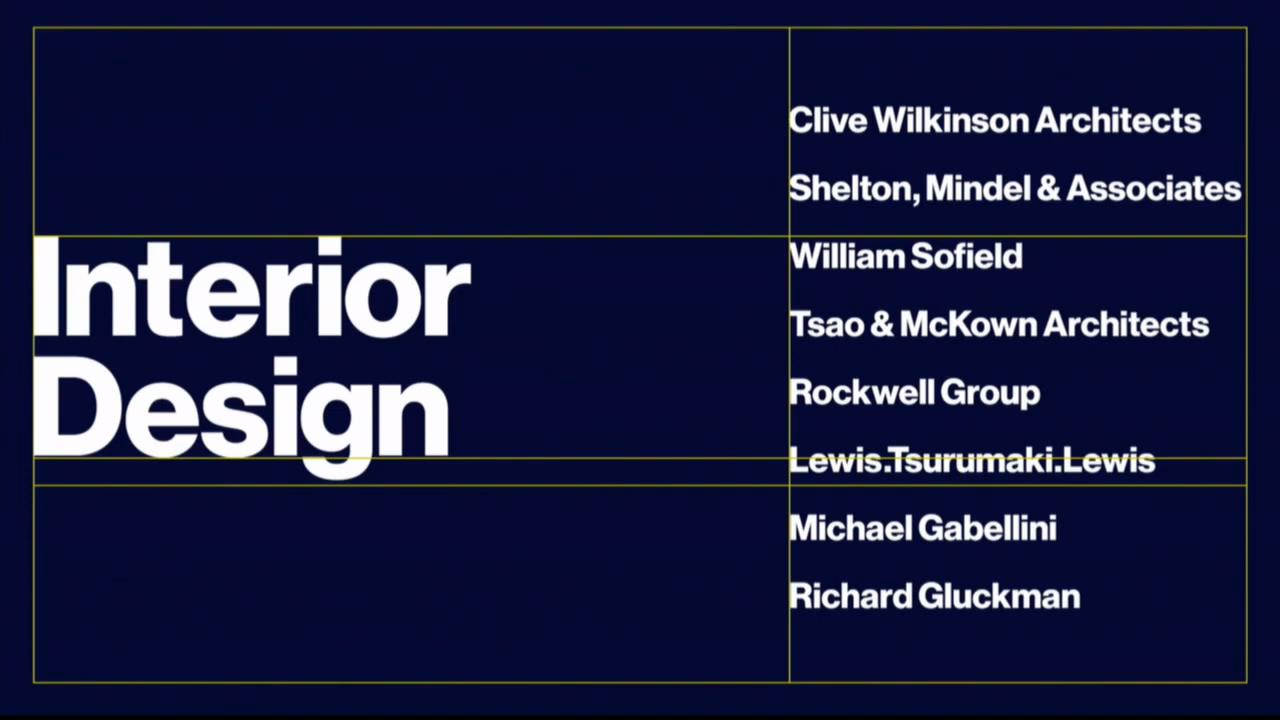 Interior
Design
Clive Wilkinson Architects
Shelton, Mindel & Associates
William Sofield
Tsao & McKown Architects
Rockwell Group
Lewis.Tsurumaki.Lewis
Michael Gabellini
Richard Gluckman